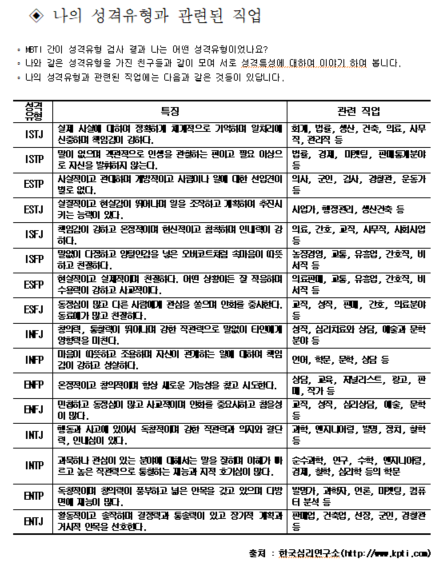 ◈ 나의 성격유형과 관련된 직업
◦ MBTI 간이 성격유형 검사 결과 나는 어떤 성격유형이었나요?
◦ 나와 같은 성격유형을 가진 친구들과 같이 모여 서로 성격특성에 대하여 이야기 하여 봅니다.
◦ 나의 성격유형과 관련된 직업에는 다음과 같은 것들이 있답니다.
성격 유형 특징 관련 직업
ISTJ 실제 사실에 대하여 정확하게 체계적으로 기억하며 일처리에 회계, 법률, 생산, 건축, 의료, 사무
신중하며 책임감이 강하다. 직, 관리직 등
ISTP 말이 없으며 객관적으로 인생을 관찰하는 편이고 필요 이상으 법률, 경제, 마켓팅, 판매통계분야
로 자신을 발휘하지 않는다. 등
ESTP 사실적이고 관대하며 개방적이고 사람이나 일에 대한 선입견이 의사, 군인, 검사, 경찰관, 운동가
별로 없다. 등
ESTJ 실질적이고 현실감이 뛰어나며 일을 조직하고 계획하여 추진시 사업가, 행정관리, 생산건축 등
키는 능력이 있다.
ISFJ 책임감이 강하고 온정적이며 헌신적이고 침착하며 인내력이 강 의료, 간호, 교직, 사무직, 사회사업
하다. 등
ISFP 말없이 다정하고 양털안감을 넣은 오버코트처럼 속마음이 따뜻 농장경영, 교통, 유흥업, 간호직, 비
하고 친절하다. 서직 등
ESFP 현실적이고 실제적이며 친절하다. 어떤 상황이든 잘 적응하며 의료판매, 교통, 유흥업, 간호직, 비
수용력이 강하고 사교적이다. 서직 등
ESFJ 동정심이 많고 다른 사람에게 관심을 쏟으며 인화를 중시한다. 교직, 성직, 판매, 간호, 의료분야
동료애가 많고 친절하다. 등
INFJ 창의력, 통찰력이 뛰어나며 강한 직관력으로 말없이 타인에게 성직, 심리치료와 상담, 예술과 문학
영향력을 미친다. 분야 등
INFP 마음이 따뜻하고 조용하며 자신이 관계하는 일에 대하여 책임 언어, 학문, 문학, 상담 등
감이 강하고 성실하다.
ENFP 온정적이고 창의적이며 항상 새로운 가능성을 찾고 시도한다. 상담, 교육, 저널리스트, 광고, 판
매, 작가 등
ENFJ 민첩하고 동정심이 많고 사교적이며 인화를 중요시하고 참을성 교직, 성직, 심리상담, 예술, 문학
이 많다. 등
INTJ 행동과 사고에 있어서 독창적이며 강한 직관력과 의지와 결단 과학, 엔지니어링, 발명, 정치, 철학
력, 인내심이 있다. 등
INTP 과묵하나 관심이 있는 분야에 대해서는 말을 잘하며 이해가 빠 순수과학, 연구, 수학, 엔지니어링,
르고 높은 직관력으로 통찰하는 재능과 지적 호기심이 많다. 경제, 철학, 심리학 등의 학문
ENTP 독창적이며 창의력이 풍부하고 넓은 안목을 갖고 있으며 다방 발명가, 과학자, 언론, 마켓팅, 컴퓨
면에 재능이 많다. 터 분석 등
ENTJ 활동적이고 솔직하며 결정력과 통솔력이 있고 장기적 계획과 판매업, 건축업, 선장, 군인, 경찰관
거시적 안목을 선호한다. 등
출처 : 한국심리연구소(http://www.kpti.com)